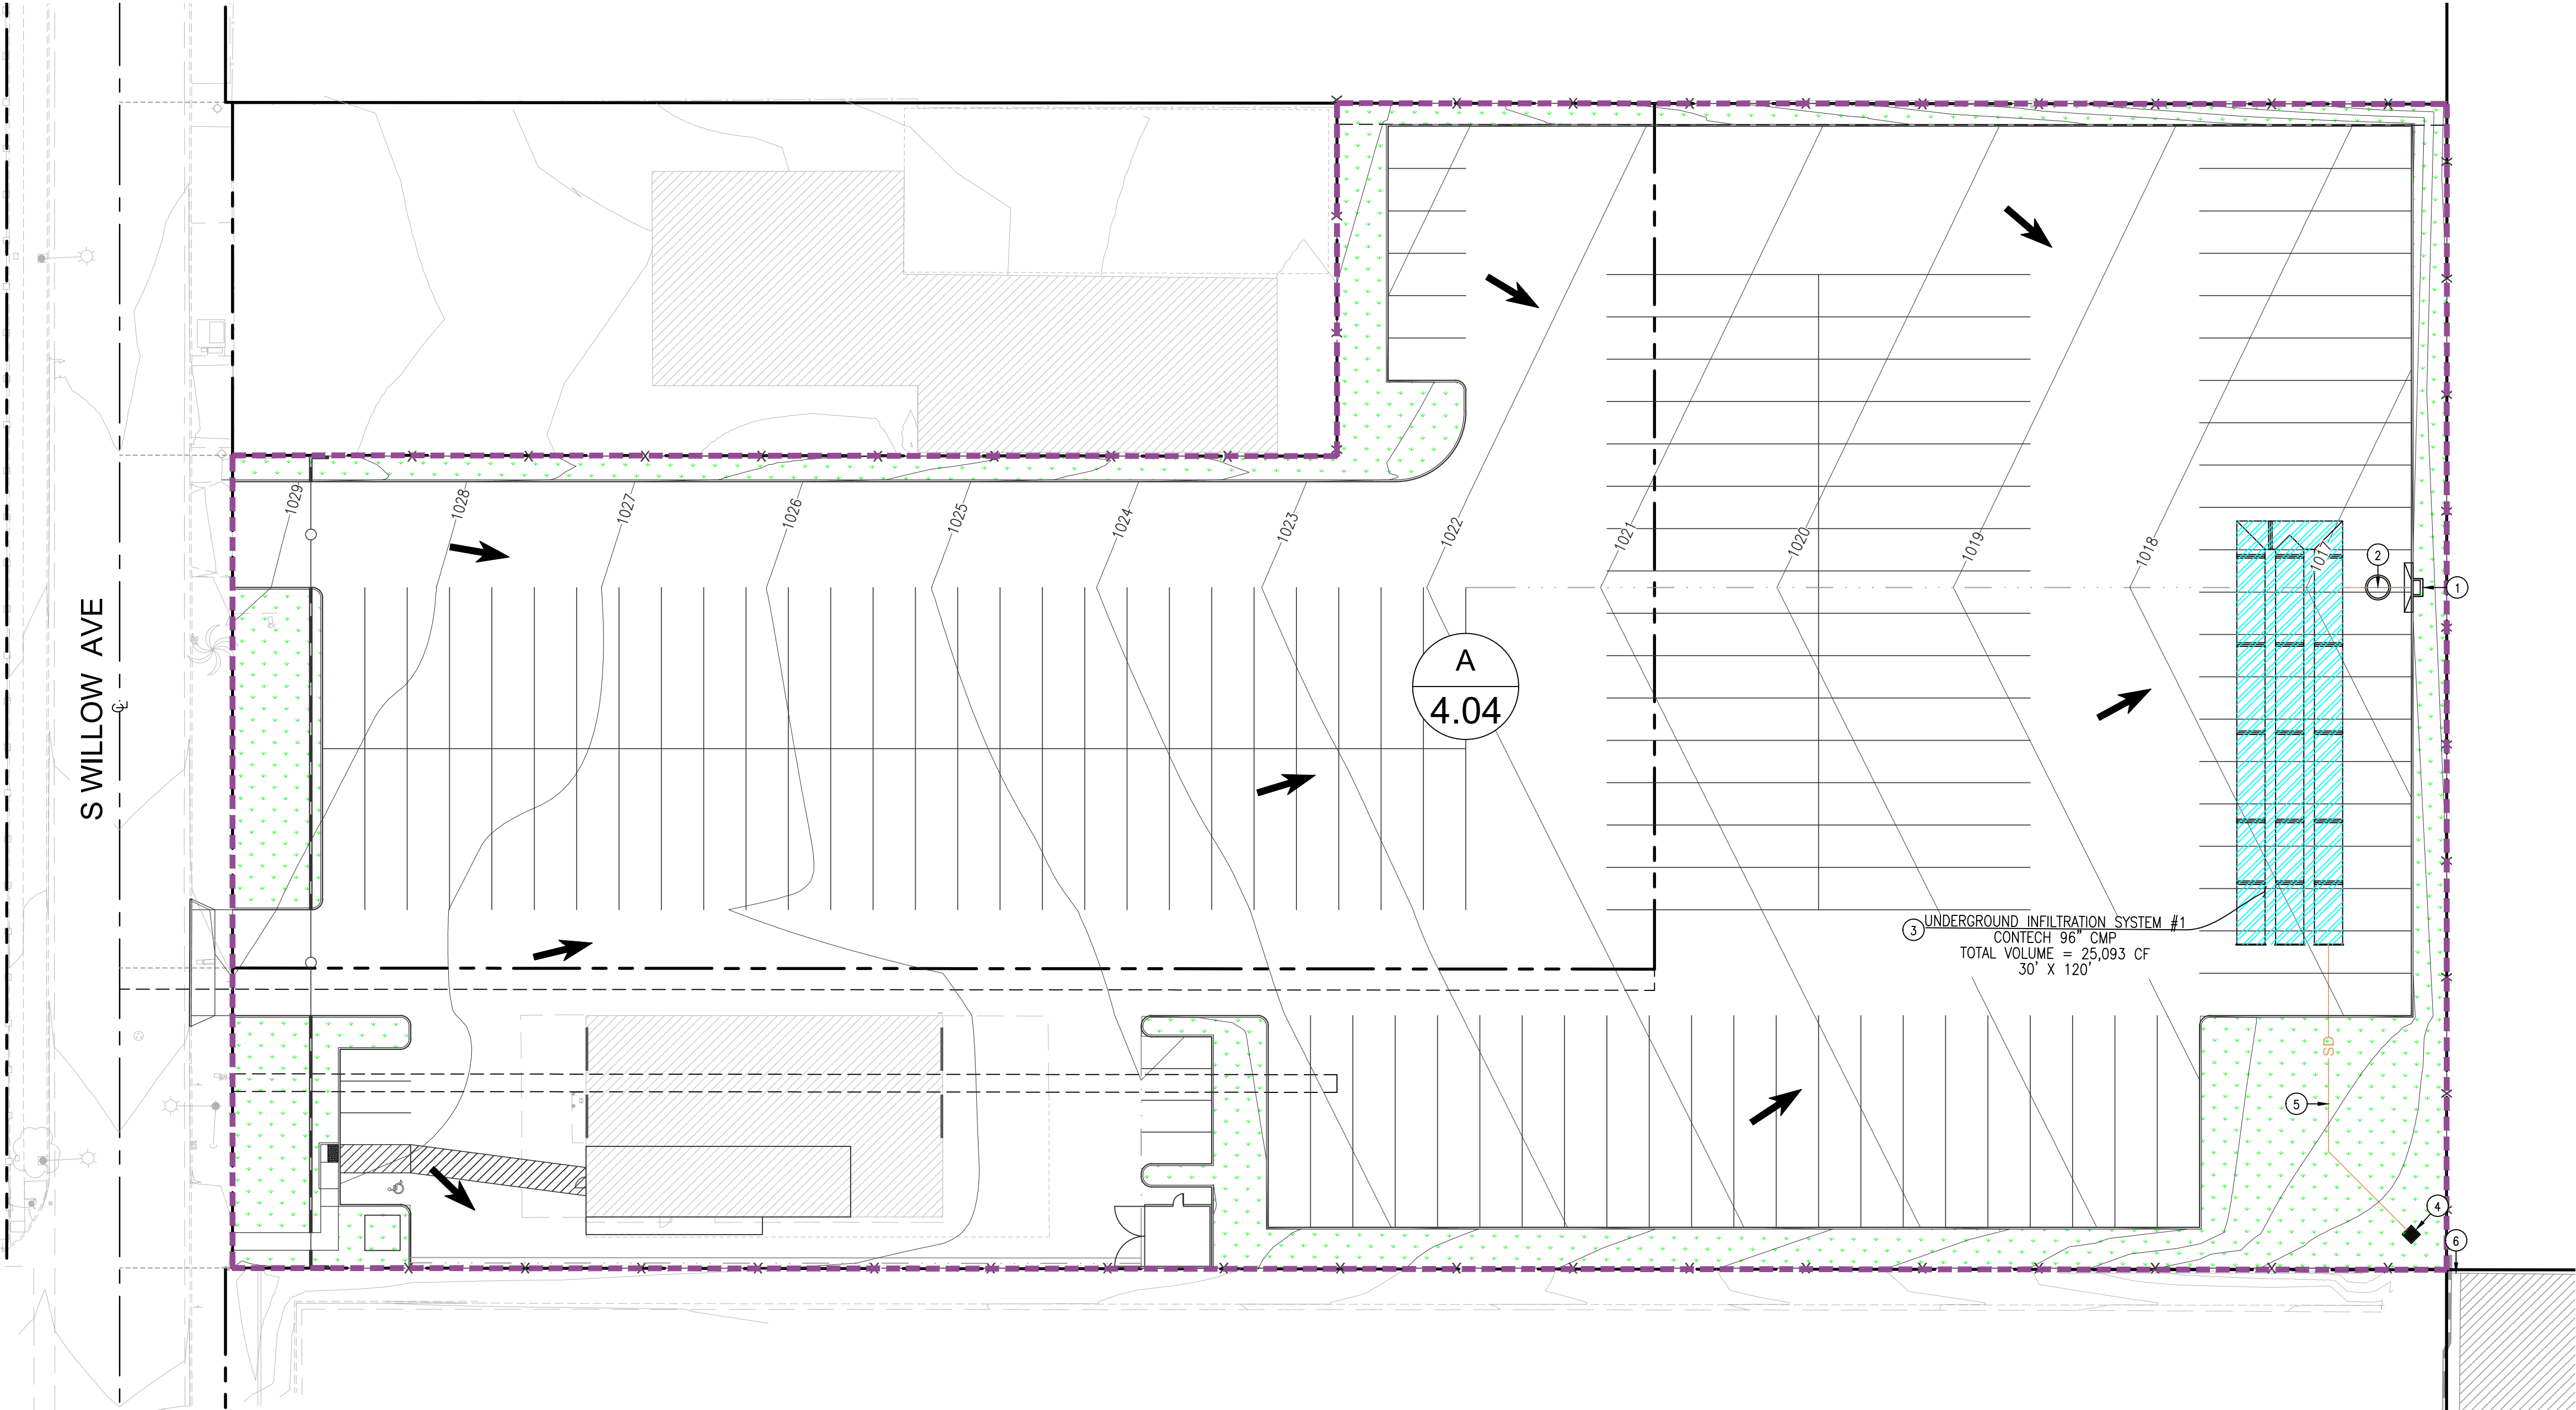 S WILLOW AVE
CL
1029
1028
1027
1026
1025
1024
1023
1022
1021
1020
1019
1018
1017
2
1
A
4.04
3
UNDERGROUND INFILTRATION SYSTEM #1
CONTECH 96" CMP
TOTAL VOLUME = 25,093 CF
30' X 120'
SD
5
4
6